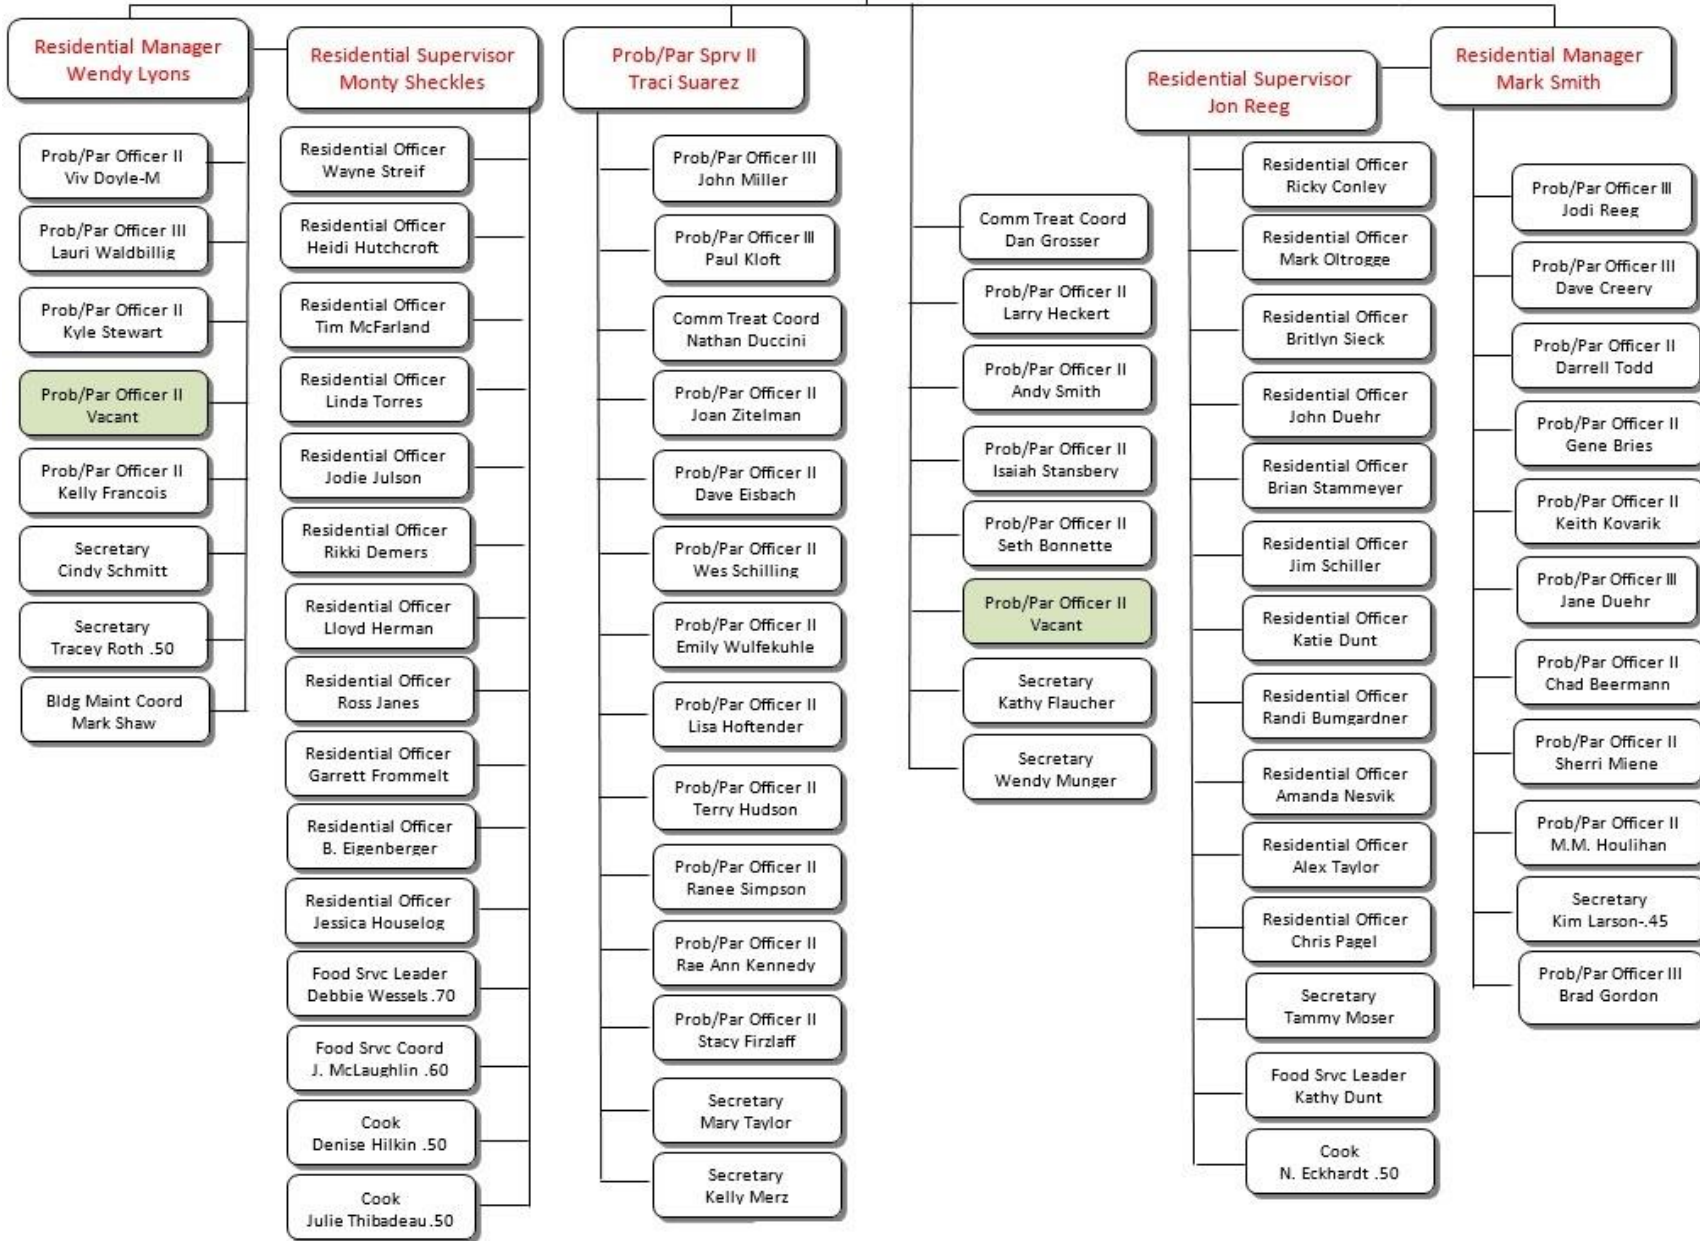 Residential Manager
Wendy Lyons
Prob/Par Officer II
Viv Doyle-M
Prob/Par Officer III
Lauri Waldbillig
Prob/Par Officer II
Kyle Stewart
Prob/Par Officer II
Vacant
Prob/Par Officer II
Kelly Francois
Secretary
Cindy Schmitt
Secretary
Tracey Roth .50
Bldg Maint Coord
Mark Shaw
Residential Supervisor
Monty Sheckles
Residential Officer
Wayne Streif
Residential Officer
Heidi Hutchcroft
Residential Officer
Tim McFarland
Residential Officer
Linda Torres
Residential Officer
Jodie Julson
Residential Officer
Rikki Demers
Residential Officer
Lloyd Herman
Residential Officer
Ross Janes
Residential Officer
Garrett Frommelt
Residential Officer
B. Eigenberger
Residential Officer
Jessica Houselog
Food Srvc Leader
Debbie Wessels .70
Food Srvc Coord
J. McLaughlin .60
Cook
Denise Hilkin .50
Cook
Julie Thibadeau .50
Prob/Par Sprv II
Traci Suarez
Prob/Par Officer III
John Miller
Prob/Par Officer III
Paul Kloft
Comm Treat Coord
Nathan Duccini
Prob/Par Officer II
Joan Zitelman
Prob/Par Officer II
Dave Eisbach
Prob/Par Officer II
Wes Schilling
Prob/Par Officer II
Emily Wulfekuhle
Prob/Par Officer II
Lisa Hoftender
Prob/Par Officer II
Terry Hudson
Prob/Par Officer II
Ranee Simpson
Prob/Par Officer II
Rae Ann Kennedy
Prob/Par Officer II
Stacy Firzlaff
Secretary
Mary Taylor
Secretary
Kelly Merz
Comm Treat Coord
Dan Grosser
Prob/Par Officer II
Larry Heckert
Prob/Par Officer II
Andy Smith
Prob/Par Officer II
Isaiah Stansbery
Prob/Par Officer II
Seth Bonnette
Prob/Par Officer II
Vacant
Secretary
Kathy Flaucher
Secretary
Wendy Munger
Residential Supervisor
Jon Reeg
Residential Officer
Ricky Conley
Residential Officer
Mark Oltrogge
Residential Officer
Britlyn Sieck
Residential Officer
John Duehr
Residential Officer
Brian Stammeyer
Residential Officer
Jim Schiller
Residential Officer
Katie Dunt
Residential Officer
Randi Bumgardner
Residential Officer
Amanda Nesvik
Residential Officer
Alex Taylor
Residential Officer
Chris Pagel
Secretary
Tammy Moser
Food Srvc Leader
Kathy Dunt
Cook
N. Eckhardt .50
Residential Manager
Mark Smith
Prob/Par Officer III
Jodi Reeg
Prob/Par Officer III
Dave Creery
Prob/Par Officer II
Darrell Todd
Prob/Par Officer II
Gene Bries
Prob/Par Officer II
Keith Kovarik
Prob/Par Officer III
Jane Duehr
Prob/Par Officer II
Chad Beermann
Prob/Par Officer II
Sherri Miene
Prob/Par Officer II
M.M. Houlihan
Secretary
Kim Larson-.45
Prob/Par Officer III
Brad Gordon